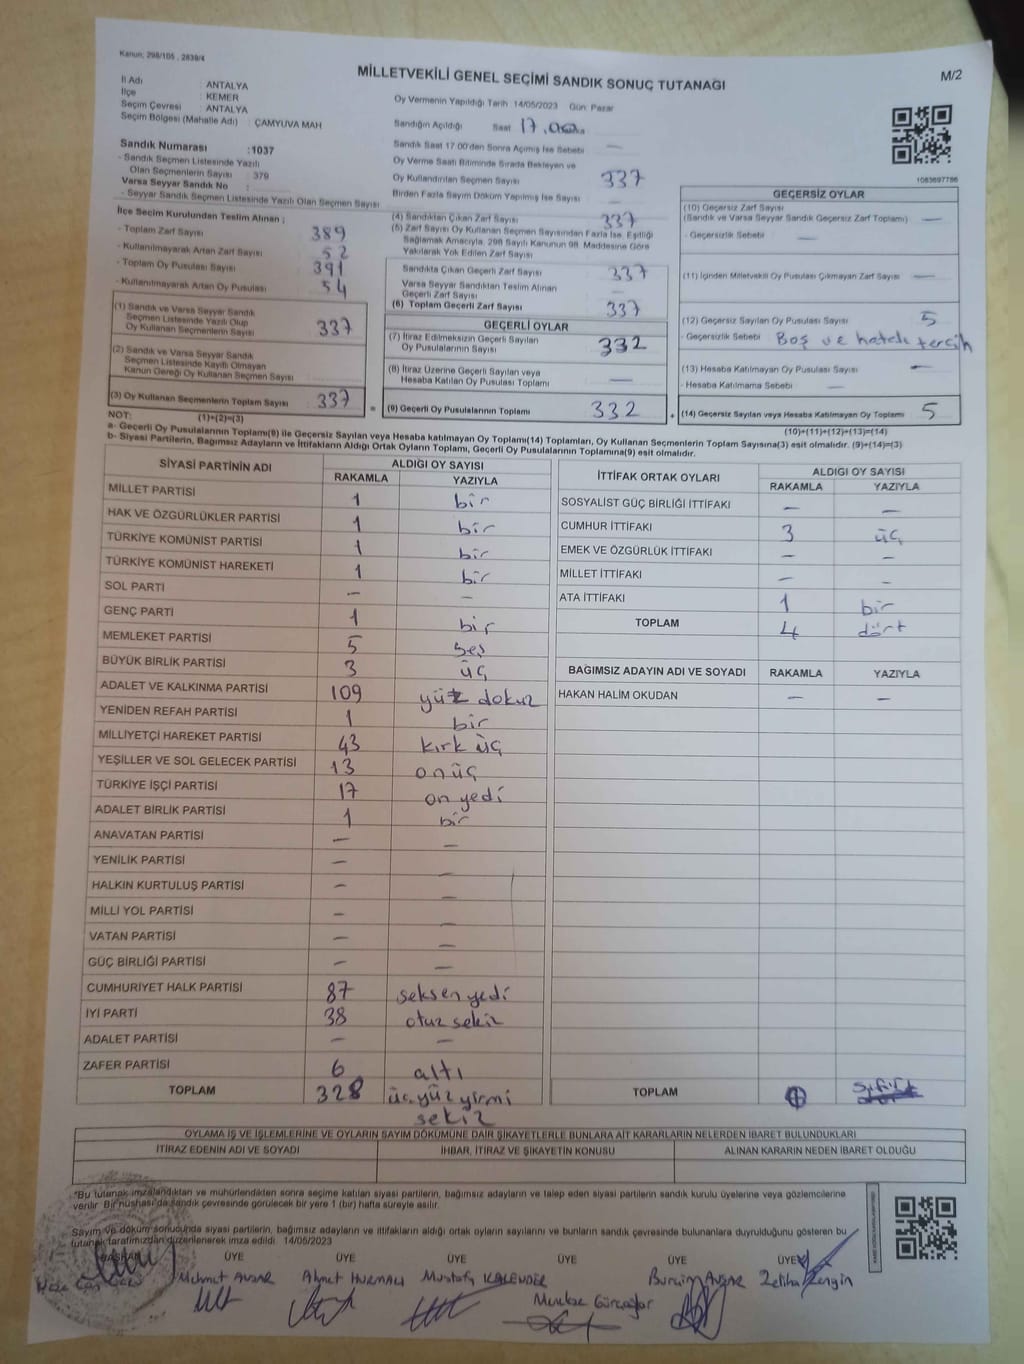 Kanun; 298/105 , 2839/4
MİLLETVEKİLİ GENEL SEÇİMİ SANDIK SONUÇ TUTANAĞI
M/2
İl Adı : ANTALYA
İlçe : KEMER
Seçim Çevresi : ANTALYA
Seçim Bölgesi (Mahalle Adı) : ÇAMYUVA MAH
Sandık Numarası :1037
- Sandık Seçmen Listesinde Yazılı
Olan Seçmenlerin Sayısı : 379
Varsa Seyyar Sandık No :
- Seyyar Sandık Seçmen Listesinde Yazılı Olan Seçmen Sayısı
Oy Vermenin Yapıldığı Tarih 14/05/2023 Gün: Pazar
Sandığın Açıldığı Saat 17.00
Sandık Saat 17:00'den Sonra Açılmış İse Sebebi —
Oy Verme Saati Bitiminde Sırada Bekleyen ve
Oy Kullandırılan Seçmen Sayısı 337
Birden Fazla Sayım Döküm Yapılmış İse Sayısı —
1083697786
İlçe Seçim Kurulundan Teslim Alınan ;
- Toplam Zarf Sayısı 389
- Kullanılmayarak Artan Zarf Sayısı 52
- Toplam Oy Pusulası Sayısı 391
- Kullanılmayarak Artan Oy Pusulası 54
(1) Sandık ve Varsa Seyyar Sandık
Seçmen Listesinde Yazılı Olup
Oy Kullanan Seçmenlerin Sayısı 337
(2) Sandık ve Varsa Seyyar Sandık
Seçmen Listesinde Kayıtlı Olmayan
Kanun Gereği Oy Kullanan Seçmen Sayısı
(3) Oy Kullanan Seçmenlerin Toplam Sayısı 337
(1)+(2)=(3)
(4) Sandıktan Çıkan Zarf Sayısı 337
(5) Zarf Sayısı Oy Kullanan Seçmen Sayısından Fazla İse, Eşitliği
Sağlamak Amacıyla, 298 Sayılı Kanunun 98. Maddesine Göre
Yakılarak Yok Edilen Zarf Sayısı —
Sandıkta Çıkan Geçerli Zarf Sayısı 337
Varsa Seyyar Sandıktan Teslim Alınan
Geçerli Zarf Sayısı —
(6) Toplam Geçerli Zarf Sayısı 337
GEÇERLİ OYLAR
(7) İtiraz Edilmeksizin Geçerli Sayılan
Oy Pusulalarının Sayısı 332
(8) İtiraz Üzerine Geçerli Sayılan veya
Hesaba Katılan Oy Pusulası Toplamı —
= (9) Geçerli Oy Pusulalarının Toplamı 332
GEÇERSİZ OYLAR
(10) Geçersiz Zarf Sayısı
(Sandık ve Varsa Seyyar Sandık Geçersiz Zarf Toplamı) —
- Geçersizlik Sebebi —
(11) İçinden Milletvekili Oy Pusulası Çıkmayan Zarf Sayısı —
(12) Geçersiz Sayılan Oy Pusulası Sayısı 5
- Geçersizlik Sebebi Boş ve hatalı tercih
(13) Hesaba Katılmayan Oy Pusulası Sayısı —
- Hesaba Katılmama Sebebi —
+ (14) Geçersiz Sayılan veya Hesaba Katılmayan Oy Toplamı 5
(10)+(11)+(12)+(13)=(14)
NOT:
a- Geçerli Oy Pusulalarının Toplamı(9) ile Geçersiz Sayılan veya Hesaba katılmayan Oy Toplamı(14) Toplamları, Oy Kullanan Seçmenlerin Toplam Sayısına(3) eşit olmalıdır. (9)+(14)=(3)
b- Siyasi Partilerin, Bağımsız Adayların ve İttifakların Aldığı Ortak Oyların Toplamı, Geçerli Oy Pusulalarının Toplamına(9) eşit olmalıdır.
SİYASİ PARTİNİN ADI ALDIĞI OY SAYISI
RAKAMLA YAZIYLA
MİLLET PARTİSİ 1 bir
HAK VE ÖZGÜRLÜKLER PARTİSİ 1 bir
TÜRKİYE KOMÜNİST PARTİSİ 1 bir
TÜRKİYE KOMÜNİST HAREKETİ 1 bir
SOL PARTİ — —
GENÇ PARTİ 1 bir
MEMLEKET PARTİSİ 5 beş
BÜYÜK BİRLİK PARTİSİ 3 üç
ADALET VE KALKINMA PARTİSİ 109 yüz dokuz
YENİDEN REFAH PARTİSİ 1 bir
MİLLİYETÇİ HAREKET PARTİSİ 43 kırk üç
YEŞİLLER VE SOL GELECEK PARTİSİ 13 onüç
TÜRKİYE İŞÇİ PARTİSİ 17 on yedi
ADALET BİRLİK PARTİSİ 1 bir
ANAVATAN PARTİSİ — —
YENİLİK PARTİSİ — —
HALKIN KURTULUŞ PARTİSİ — —
MİLLİ YOL PARTİSİ — —
VATAN PARTİSİ — —
GÜÇ BİRLİĞİ PARTİSİ — —
CUMHURİYET HALK PARTİSİ 87 seksen yedi
İYİ PARTİ 38 otuz sekiz
ADALET PARTİSİ — —
ZAFER PARTİSİ 6 altı
TOPLAM 328 üçyüz yirmi
sekiz
İTTİFAK ORTAK OYLARI ALDIĞI OY SAYISI
RAKAMLA YAZIYLA
SOSYALİST GÜÇ BİRLİĞİ İTTİFAKI — —
CUMHUR İTTİFAKI 3 üç
EMEK VE ÖZGÜRLÜK İTTİFAKI — —
MİLLET İTTİFAKI — —
ATA İTTİFAKI 1 bir
TOPLAM 4 dört
BAĞIMSIZ ADAYIN ADI VE SOYADI RAKAMLA YAZIYLA
HAKAN HALİM OKUDAN — —
TOPLAM
OYLAMA İŞ VE İŞLEMLERİNE VE OYLARIN SAYIM DÖKÜMÜNE DAİR ŞİKAYETLERLE BUNLARA AİT KARARLARIN NELERDEN İBARET BULUNDUKLARI
İTİRAZ EDENİN ADI VE SOYADI İHBAR, İTİRAZ VE ŞİKAYETİN KONUSU ALINAN KARARIN NEDEN İBARET OLDUĞU
"Bu tutanak imzalandıktan ve mühürlendikten sonra seçime katılan siyasi partilerin, bağımsız adayların ve talep eden siyasi partilerin sandık kurulu üyelerine veya gözlemcilerine
verilir. Bir nüshası da sandık çevresinde görülecek bir yere 1 (bir) hafta süreyle asılır.
Sayım ve döküm sonucunda siyasi partilerin, bağımsız adayların ve ittifakların aldığı ortak oyların sayılarını ve bunların sandık çevresinde bulunanlara duyrulduğunu gösteren bu
tutanak tarafımızdan düzenlenerek imza edildi. 14/05/2023
BAŞKAN ÜYE ÜYE ÜYE ÜYE ÜYE ÜYE
Mehmet AVŞAR Ahmet HURMALI Mustafa KALENDER Burçin AVŞAR Zeliha Zengin